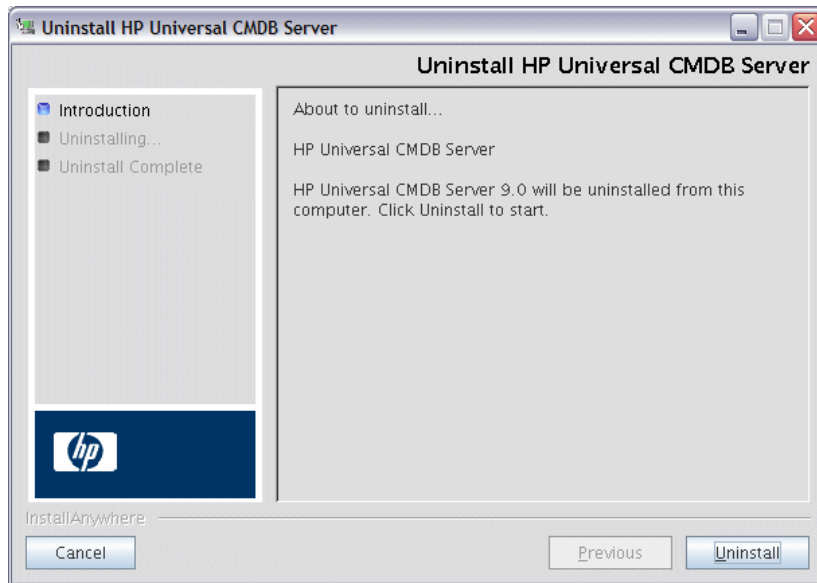 Uninstall HP Universal CMDB Server
Uninstall HP Universal CMDB Server
Introduction
Uninstalling...
Uninstall Complete
About to uninstall...
HP Universal CMDB Server
HP Universal CMDB Server 9.0 will be uninstalled from this
computer. Click Uninstall to start.
hp
InstallAnywhere
Cancel
Previous
Uninstall